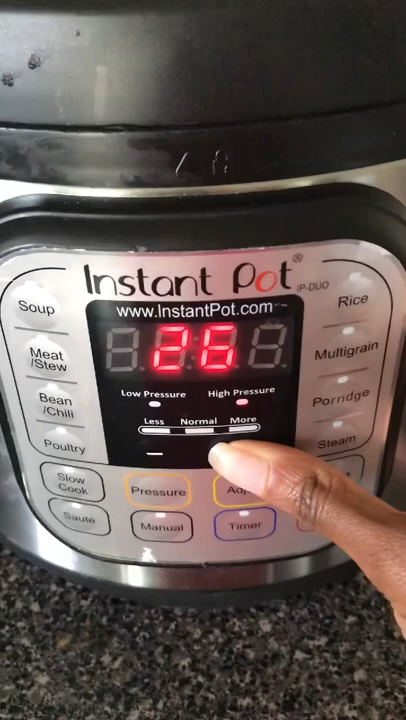 Instant Pot®
IP-DUO
www.InstantPot.com
26
Low Pressure
High Pressure
Less
Normal
More
Soup
Meat
/Stew
Bean
/Chili
Poultry
Slow
Cook
Sauté
Pressure
Manual
Timer
Rice
Multigrain
Porridge
Steam